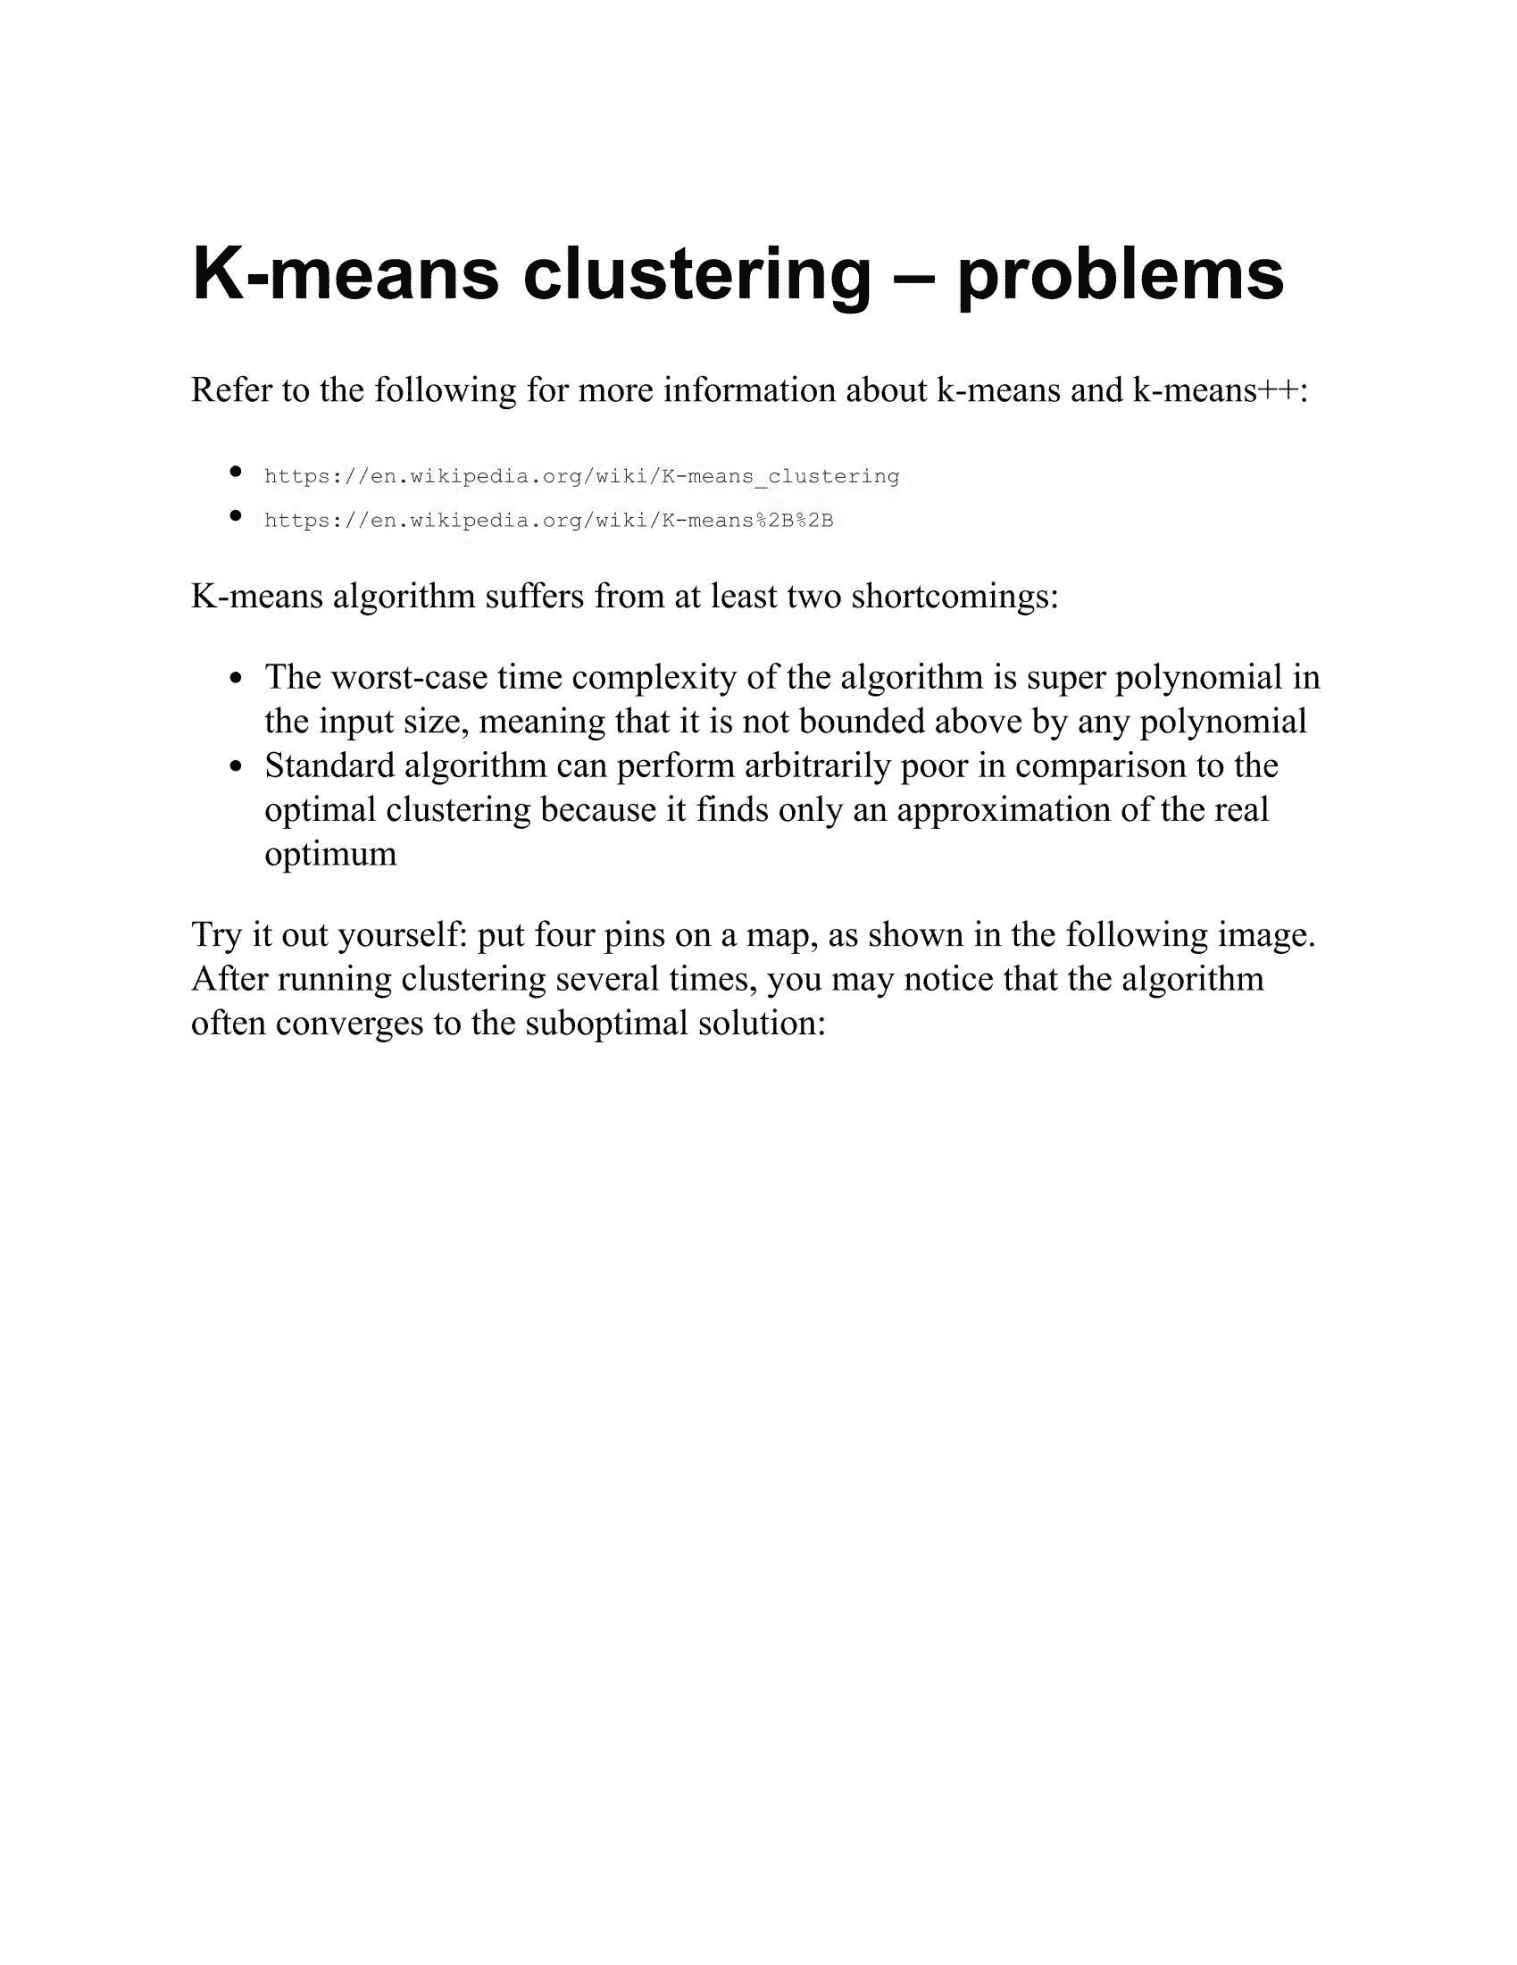 K-means clustering – problems
Refer to the following for more information about k-means and k-means++:
• https://en.wikipedia.org/wiki/K-means_clustering
• https://en.wikipedia.org/wiki/K-means%2B%2B
K-means algorithm suffers from at least two shortcomings:
• The worst-case time complexity of the algorithm is super polynomial in
the input size, meaning that it is not bounded above by any polynomial
• Standard algorithm can perform arbitrarily poor in comparison to the
optimal clustering because it finds only an approximation of the real
optimum
Try it out yourself: put four pins on a map, as shown in the following image.
After running clustering several times, you may notice that the algorithm
often converges to the suboptimal solution: